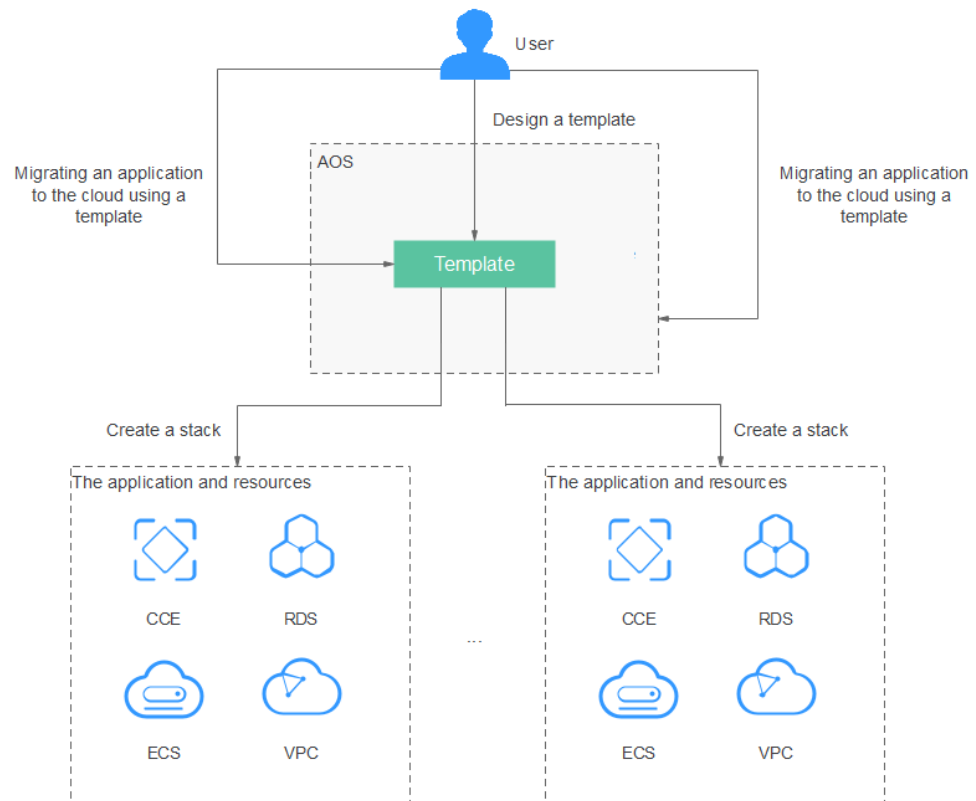 User
Design a template
AOS
Migrating an application
to the cloud using a
template
Migrating an application
to the cloud using a
template
Template
Create a stack
Create a stack
The application and resources
The application and resources
CCE
RDS
CCE
RDS
...
ECS
VPC
ECS
VPC